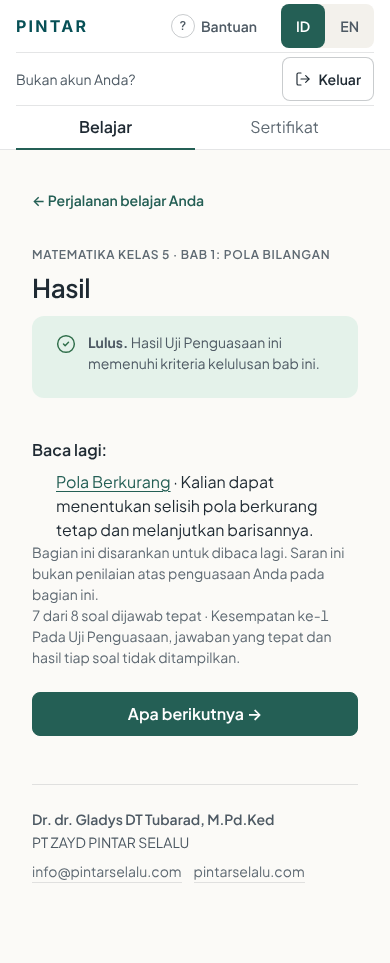 PINTAR
? Bantuan
ID EN
Bukan akun Anda?
Keluar
Belajar
Sertifikat
← Perjalanan belajar Anda
MATEMATIKA KELAS 5 · BAB 1: POLA BILANGAN
Hasil
Lulus. Hasil Uji Penguasaan ini
memenuhi kriteria kelulusan bab ini.
Baca lagi:
Pola Berkurang · Kalian dapat
menentukan selisih pola berkurang
tetap dan melanjutkan barisannya.
Bagian ini disarankan untuk dibaca lagi. Saran ini
bukan penilaian atas penguasaan Anda pada
bagian ini.
7 dari 8 soal dijawab tepat · Kesempatan ke-1
Pada Uji Penguasaan, jawaban yang tepat dan
hasil tiap soal tidak ditampilkan.
Apa berikutnya →
Dr. dr. Gladys DT Tubarad, M.Pd.Ked
PT ZAYD PINTAR SELALU
info@pintarselalu.com pintarselalu.com